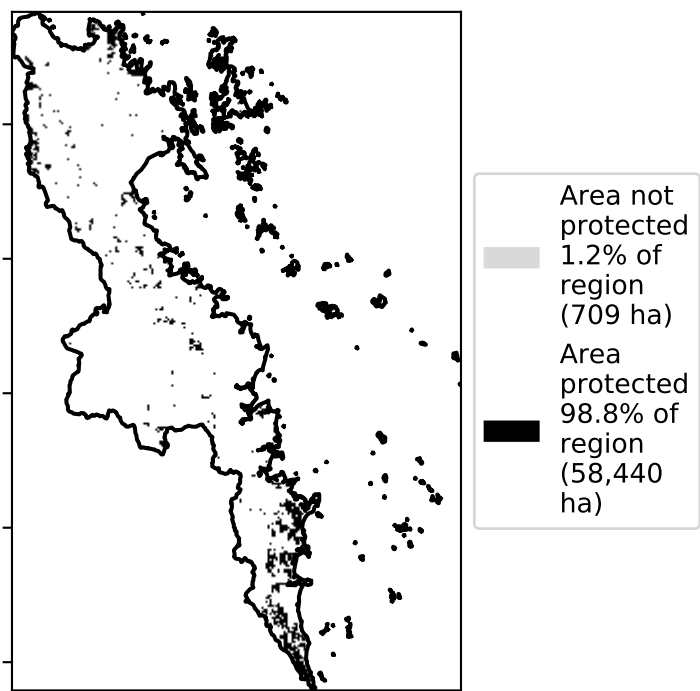 Area not
protected
1.2% of
region
(709 ha)
Area
protected
98.8% of
region
(58,440
ha)